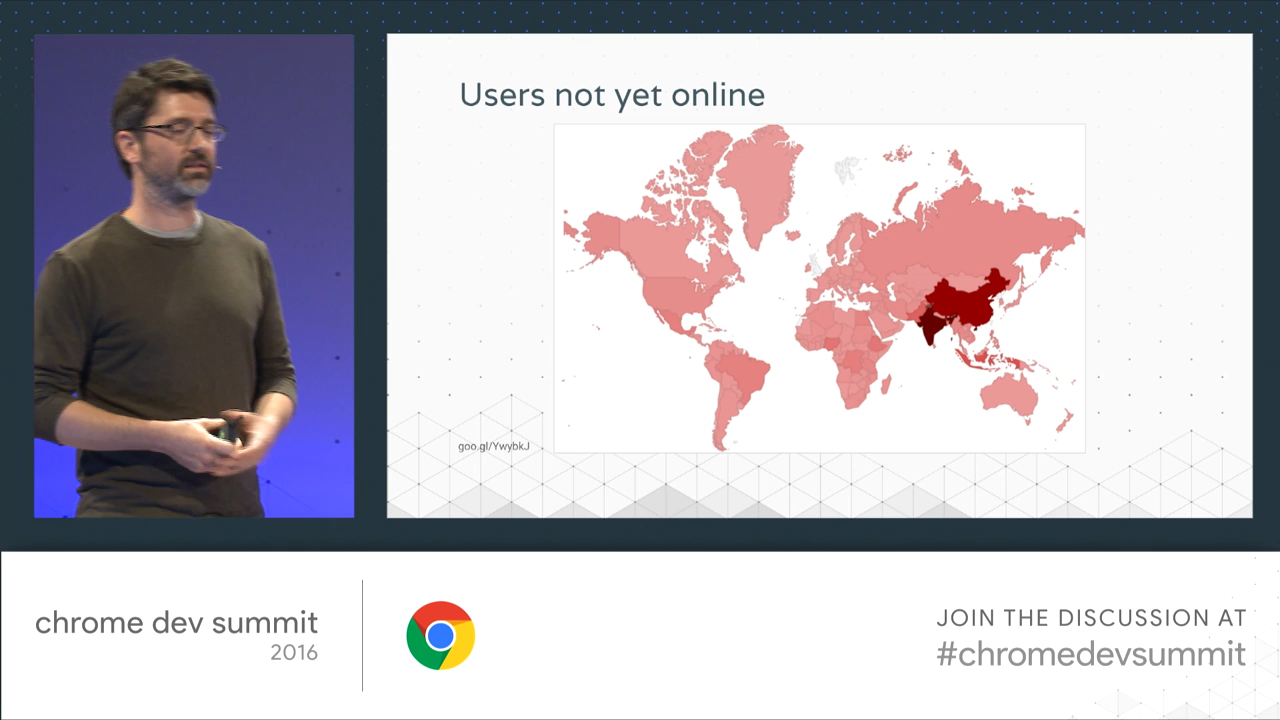 Users not yet online
goo.gl/YwybkJ
chrome dev summit
2016
JOIN THE DISCUSSION AT
#chromedevsummit